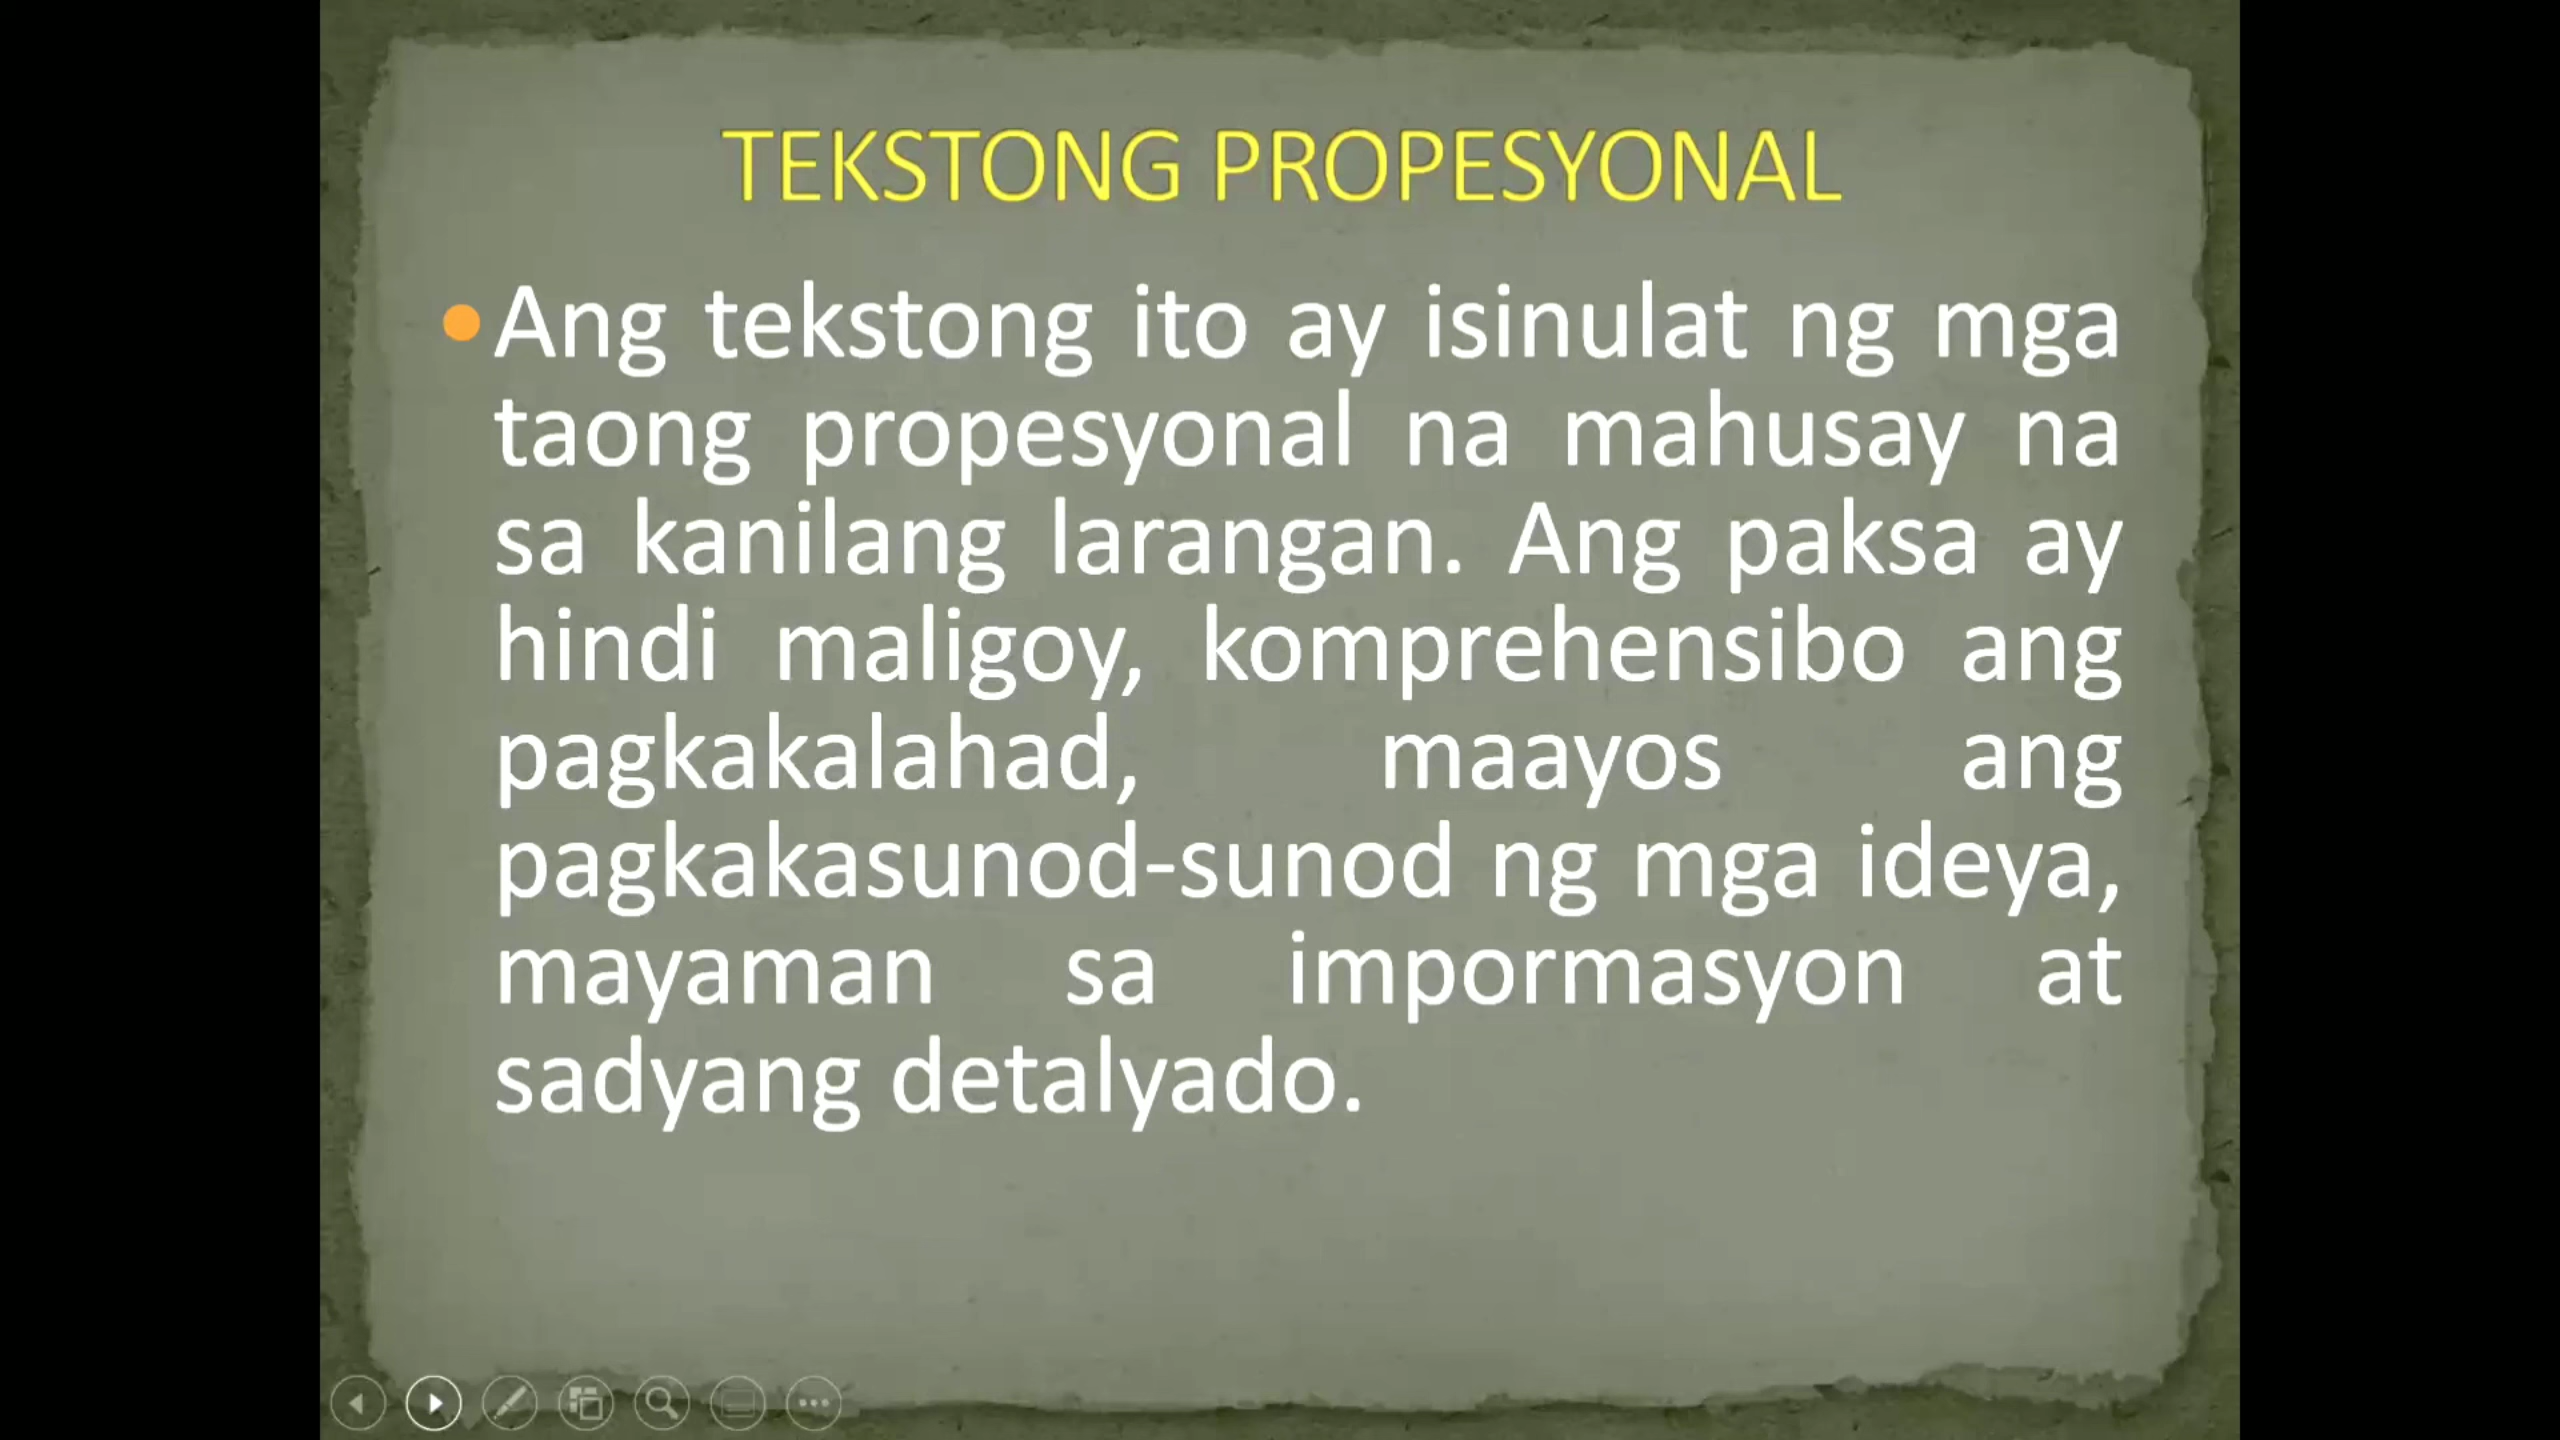 TEKSTONG PROPESYONAL
Ang tekstong ito ay isinulat ng mga
taong propesyonal na mahusay na
sa kanilang larangan. Ang paksa ay
hindi maligoy, komprehensibo ang
pagkakalahad, maayos ang
pagkakasunod-sunod ng mga ideya,
mayaman sa impormasyon at
sadyang detalyado.